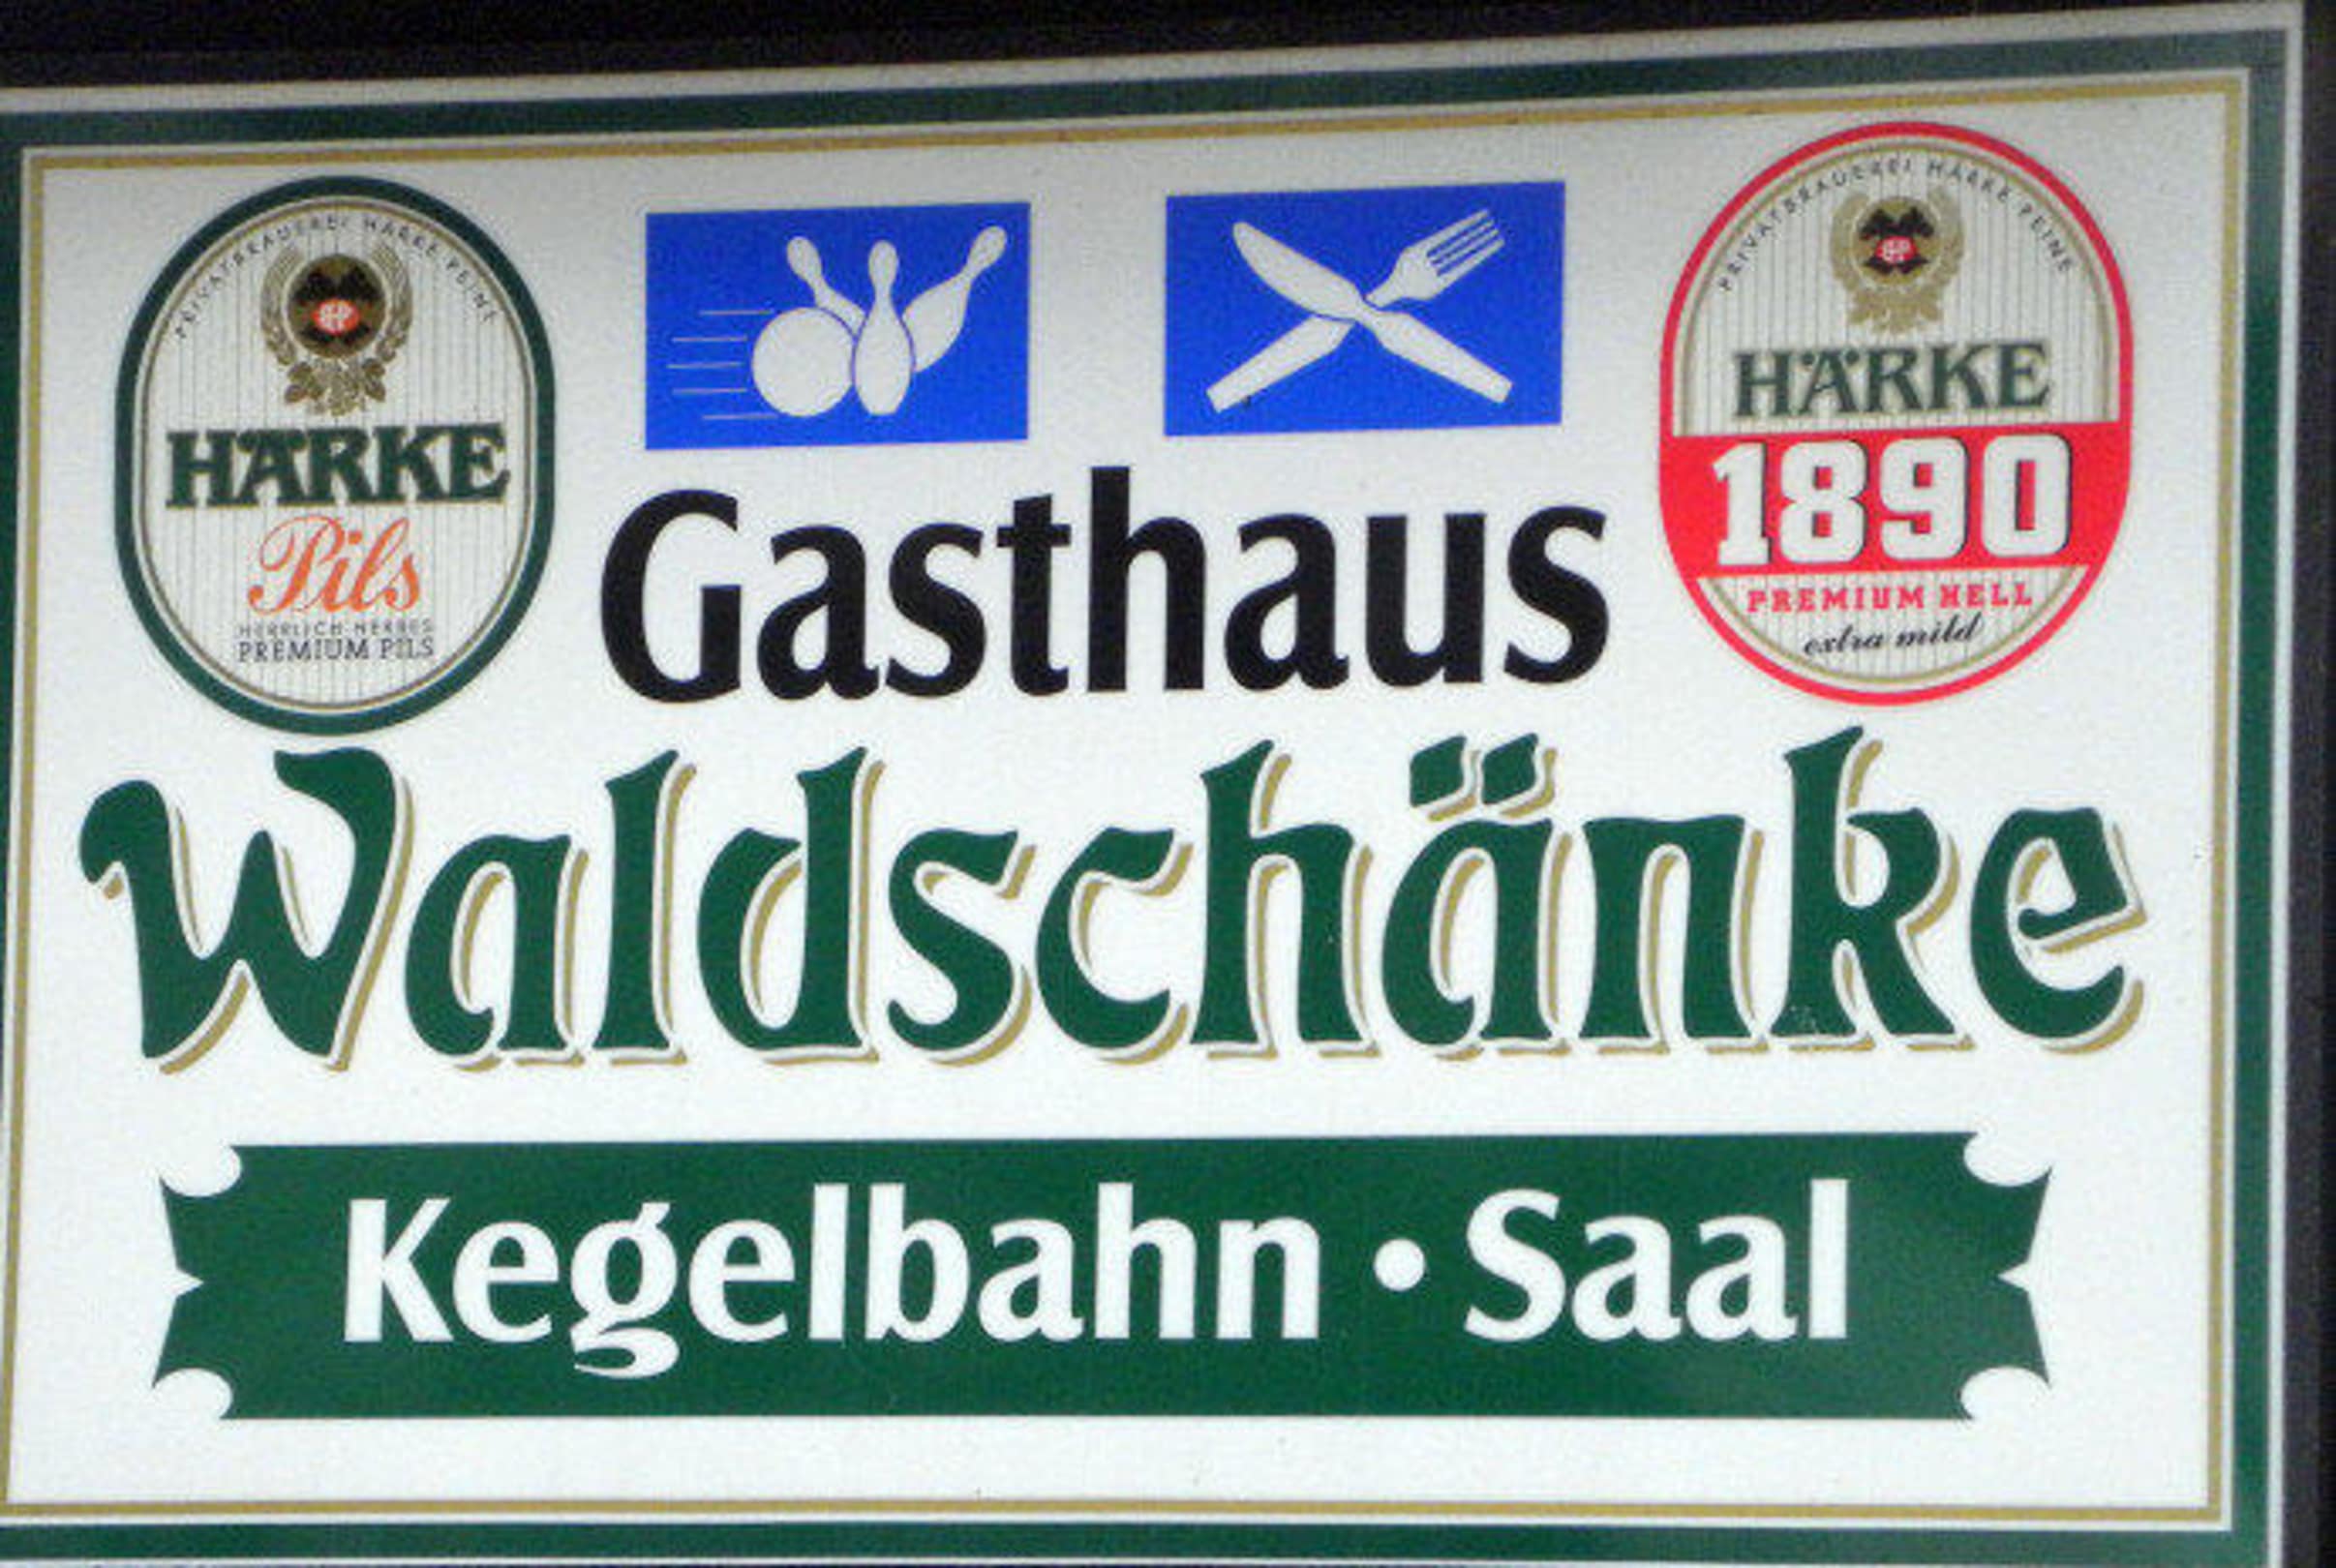 PRIVATBRAUEREI HÄRKE PEINE
HÄRKE
Pils
HERRLICH HERBES
PREMIUM PILS
PRIVATBRAUEREI HÄRKE PEINE
HÄRKE
1890
PREMIUM HELL
extra mild
Gasthaus
Waldschänke
Kegelbahn • Saal